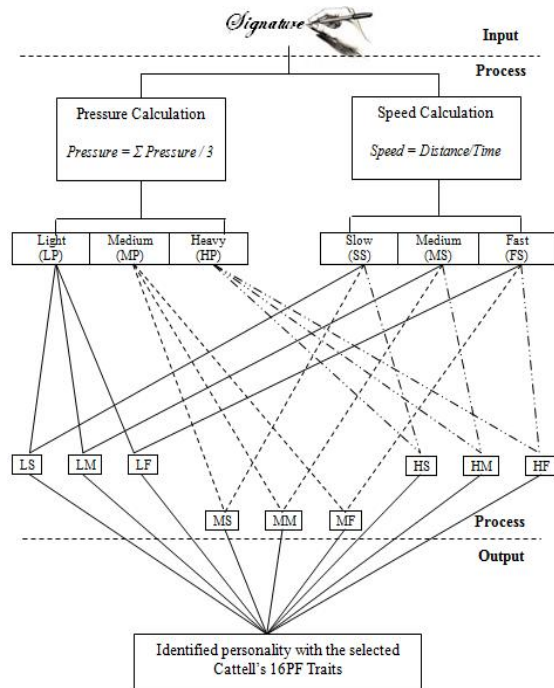 Signature
Input
Process
Pressure Calculation
Pressure = Σ Pressure / 3
Speed Calculation
Speed = Distance/Time
Light
(LP)
Medium
(MP)
Heavy
(HP)
Slow
(SS)
Medium
(MS)
Fast
(FS)
LS
LM
LF
HS
HM
HF
MS
MM
MF
Process
Output
Identified personality with the selected
Cattell's 16PF Traits